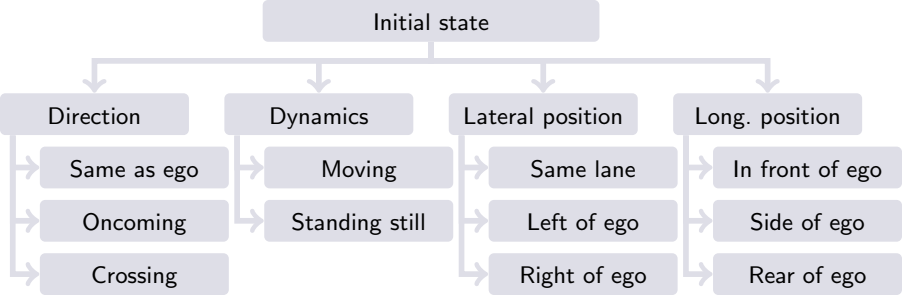 Initial state
Direction
Dynamics
Lateral position
Long. position
Same as ego
Moving
Same lane
In front of ego
Oncoming
Standing still
Left of ego
Side of ego
Crossing
Right of ego
Rear of ego